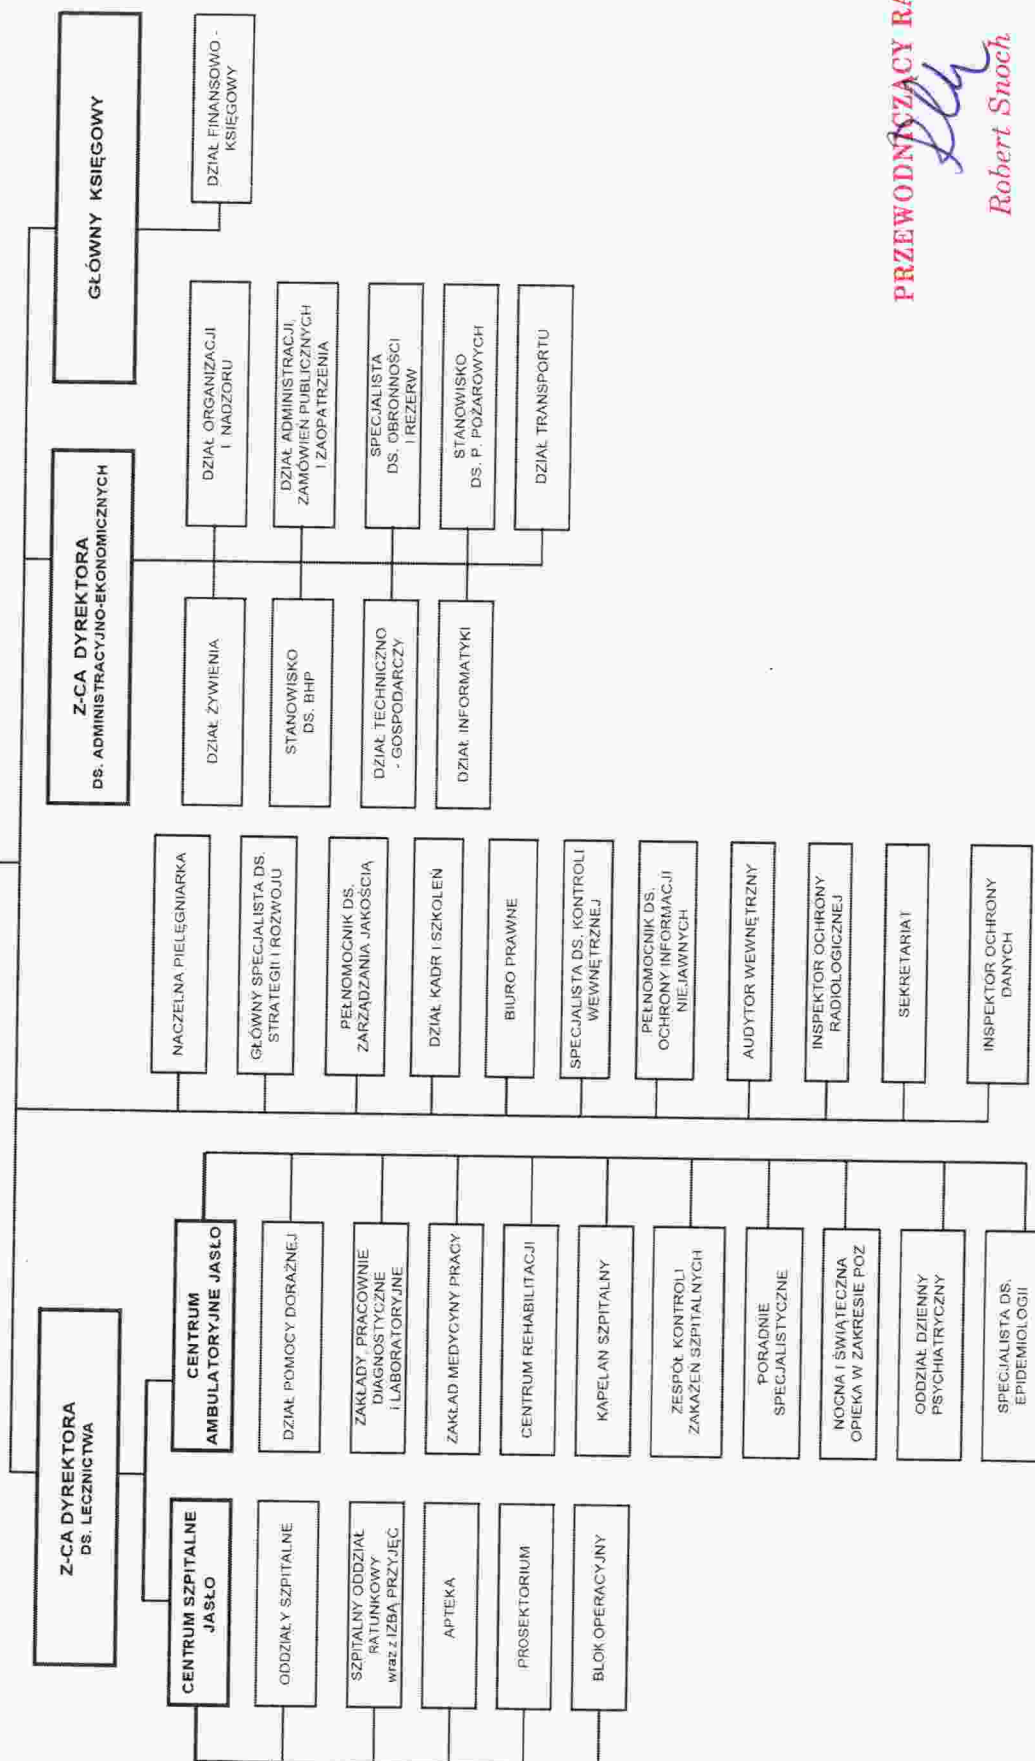 Z-CA DYREKTORA
DS. LECZNICTWA
CENTRUM SZPITALNE
JASŁO
ODDZIAŁY SZPITALNE
SZPITALNY ODDZIAŁ
RATUNKOWY
wraz z IZBĄ PRZYJĘĆ
APTEKA
PROSEKTORIUM
BLOK OPERACYJNY
CENTRUM
AMBULATORYJNE JASŁO
DZIAŁ POMOCY DORAŹNEJ
ZAKŁADY, PRACOWNIE
DIAGNOSTYCZNE
I LABORATORYJNE
ZAKŁAD MEDYCYNY PRACY
CENTRUM REHABILITACJI
KAPELAN SZPITALNY
ZESPÓŁ KONTROLI
ZAKAŻEŃ SZPITALNYCH
PORADNIE
SPECJALISTYCZNE
NOCNA I ŚWIĄTECZNA
OPIEKA W ZAKRESIE POZ
ODDZIAŁ DZIENNY
PSYCHIATRYCZNY
SPECJALISTA DS.
EPIDEMIOLOGII
NACZELNA PIELĘGNIARKA
GŁÓWNY SPECJALISTA DS.
STRATEGII I ROZWOJU
PEŁNOMOCNIK DS.
ZARZĄDZANIA JAKOŚCIĄ
DZIAŁ KADR I SZKOLEŃ
BIURO PRAWNE
SPECJALISTA DS. KONTROLI
WEWNĘTRZNEJ
PEŁNOMOCNIK DS.
OCHRONY INFORMACJI
NIEJAWNYCH
AUDYTOR WEWNĘTRZNY
INSPEKTOR OCHRONY
RADIOLOGICZNEJ
SEKRETARIAT
INSPEKTOR OCHRONY
DANYCH
Z-CA DYREKTORA
DS. ADMINISTRACYJNO-EKONOMICZNYCH
DZIAŁ ŻYWIENIA
STANOWISKO
DS. BHP
DZIAŁ TECHNICZNO
- GOSPODARCZY
DZIAŁ INFORMATYKI
DZIAŁ ORGANIZACJI
I NADZORU
DZIAŁ ADMINISTRACJI,
ZAMÓWIEŃ PUBLICZNYCH
I ZAOPATRZENIA
SPECJALISTA
DS. OBRONNOŚCI
I REZERW
STANOWISKO
DS. P. POŻAROWYCH
DZIAŁ TRANSPORTU
GŁÓWNY KSIĘGOWY
DZIAŁ FINANSOWO -
KSIĘGOWY
PRZEWODNICZĄCY RA
Robert Snoch